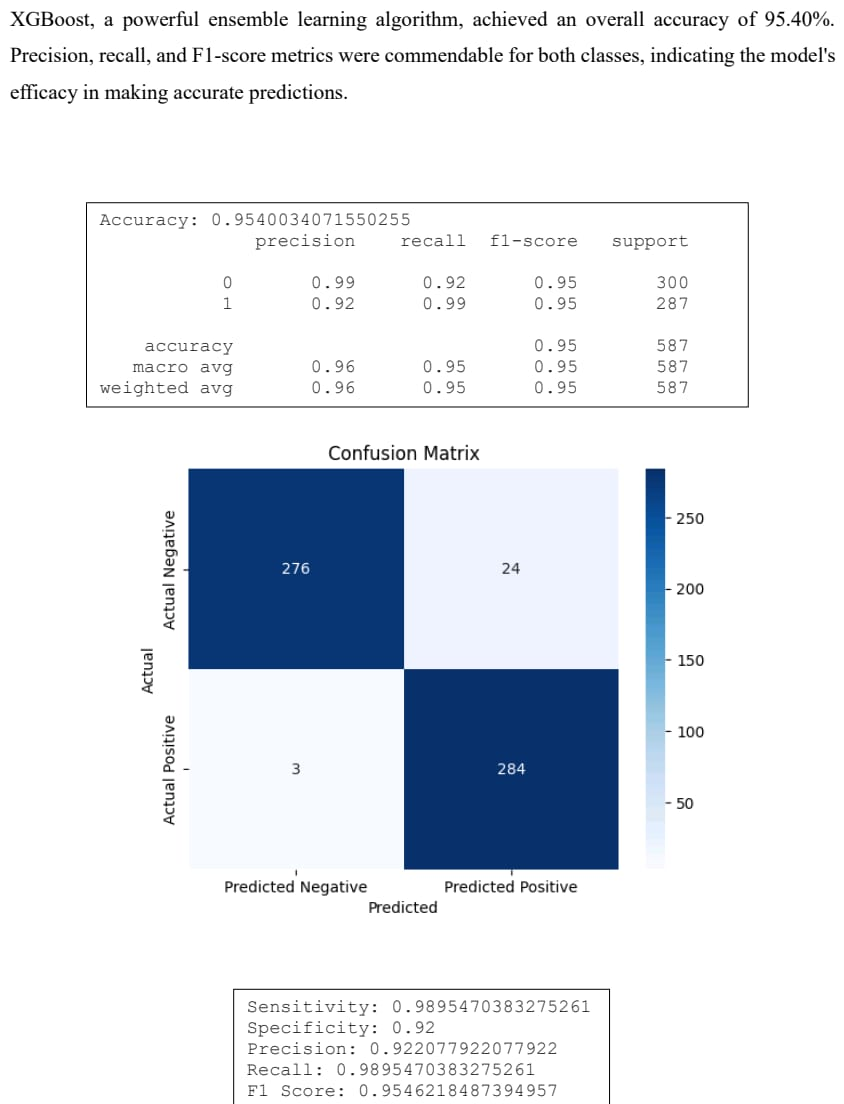 XGBoost, a powerful ensemble learning algorithm, achieved an overall accuracy of 95.40%.
Precision, recall, and F1-score metrics were commendable for both classes, indicating the model's
efficacy in making accurate predictions.
Accuracy: 0.9540034071550255
precision recall f1-score support
0 0.99 0.92 0.95 300
1 0.92 0.99 0.95 287
accuracy 0.95 587
macro avg 0.96 0.95 0.95 587
weighted avg 0.96 0.95 0.95 587
Confusion Matrix
Actual
Actual Negative
276 24
Actual Positive
3 284
250
200
150
100
50
Predicted Negative Predicted Positive
Predicted
Sensitivity: 0.9895470383275261
Specificity: 0.92
Precision: 0.922077922077922
Recall: 0.9895470383275261
F1 Score: 0.9546218487394957